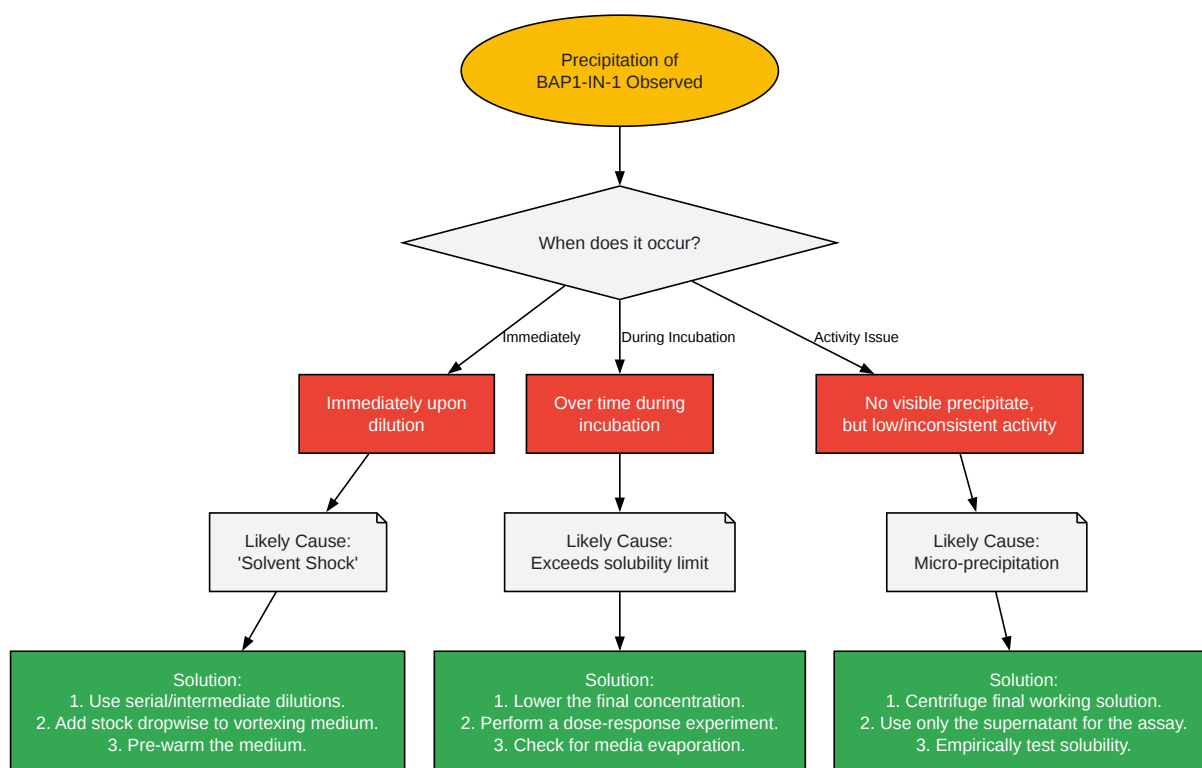 Precipitation of
BAP1-IN-1 Observed
When does it occur?
Immediately
During Incubation
Activity Issue
Immediately upon
dilution
Over time during
incubation
No visible precipitate,
but low/inconsistent activity
Likely Cause:
'Solvent Shock'
Likely Cause:
Exceeds solubility limit
Likely Cause:
Micro-precipitation
Solution:
1. Use serial/intermediate dilutions.
2. Add stock dropwise to vortexing medium.
3. Pre-warm the medium.
Solution:
1. Lower the final concentration.
2. Perform a dose-response experiment.
3. Check for media evaporation.
Solution:
1. Centrifuge final working solution.
2. Use only the supernatant for the assay.
3. Empirically test solubility.